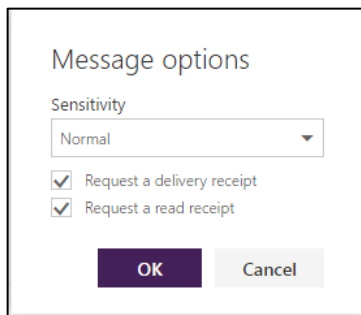 Message options
Sensitivity
Normal
Request a delivery receipt
Request a read receipt
OK Cancel